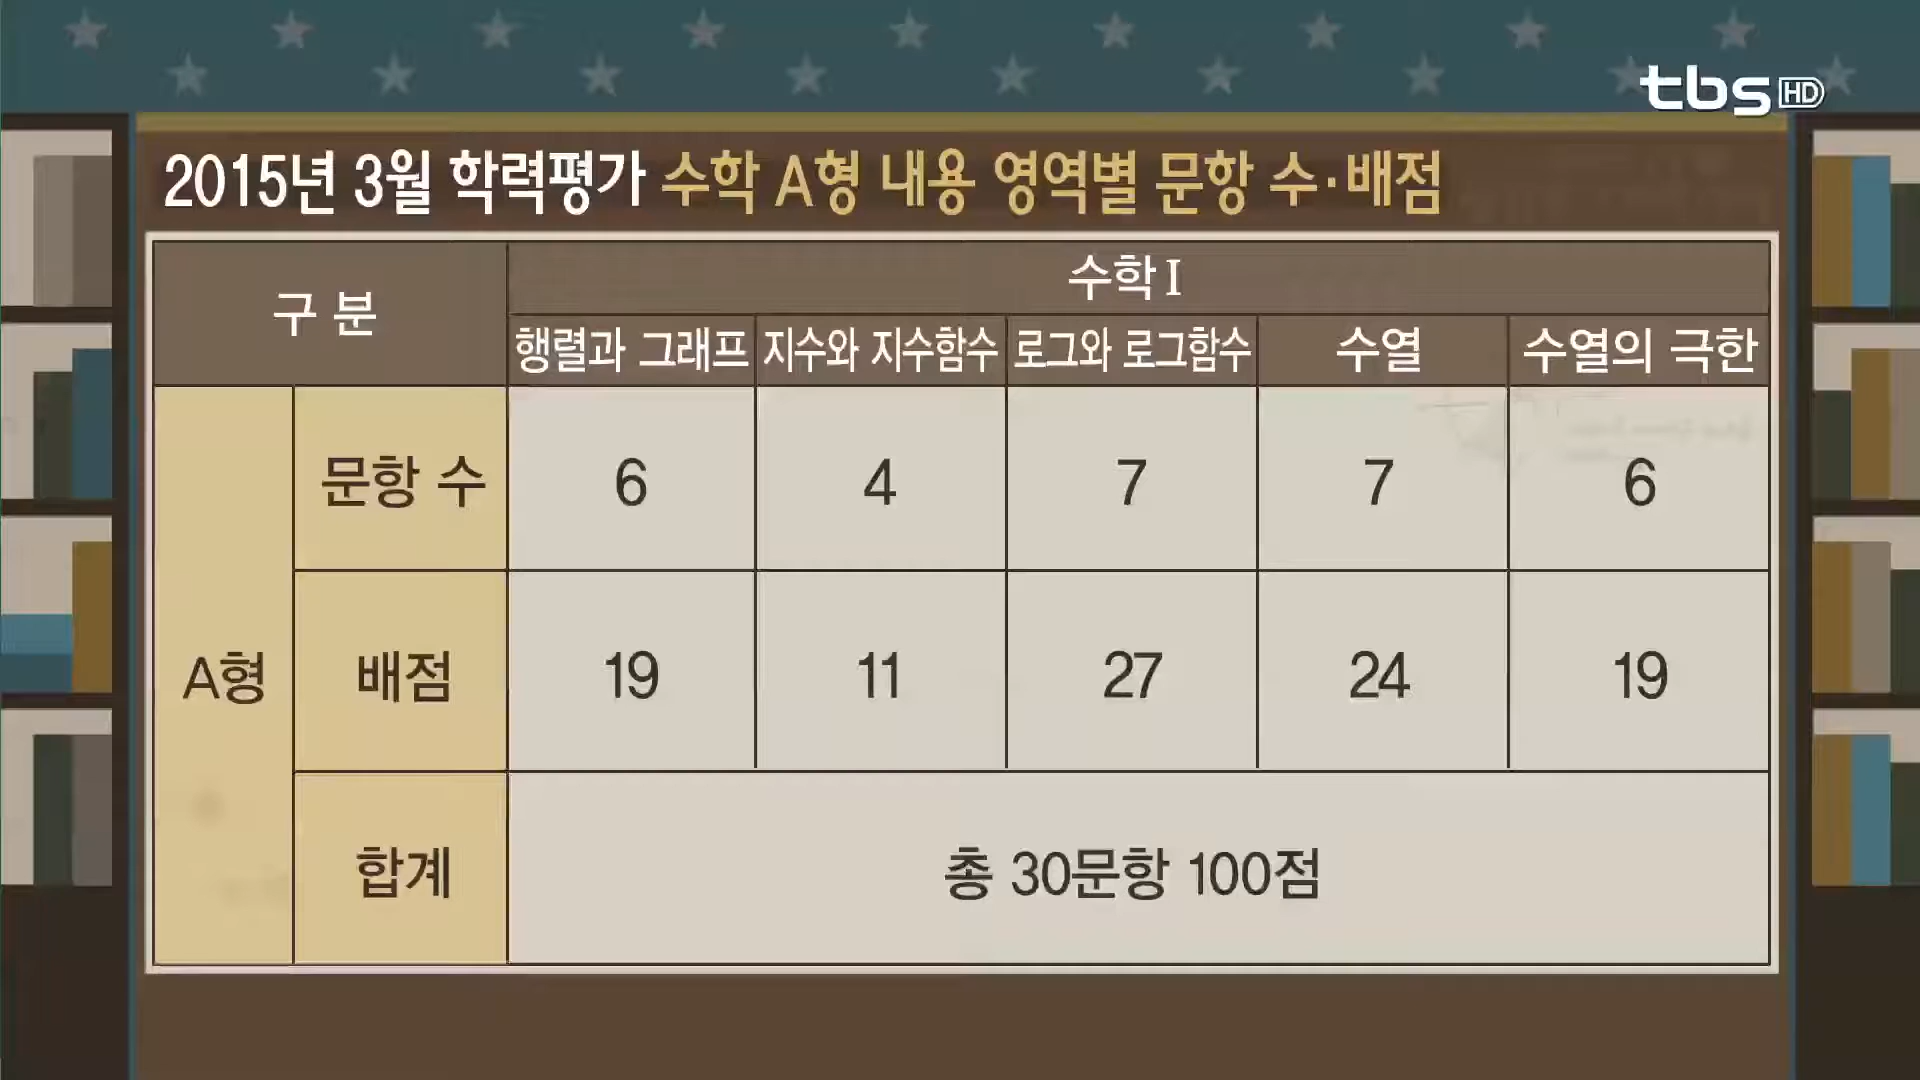 tbs HD
2015년 3월 학력평가 수학 A형 내용 영역별 문항 수·배점
구 분
수학 I
행렬과 그래프 지수와 지수함수 로그와 로그함수 수열 수열의 극한
문항 수 6 4 7 7 6
A형 배점 19 11 27 24 19
합계 총 30문항 100점